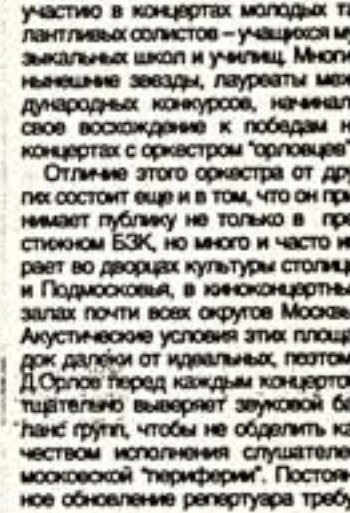 участию в концертах молодых та
лантливых солистов – учащихся му
зыкальных школ и училищ. Многи
нынешние звезды, лауреаты меж
дународных конкурсов, начинал
свое восхождение к победам н
концертах с оркестром "орловцев"
Отличие этого оркестра от дру
гих состоит еще и в том, что он при
нимает публику не только в пре
стижном БЗК, но много и часто иг
рает во дворцах культуры столиц
и Подмосковья, в киноконцертны
залах почти всех округов Москвы
Акустические условия этих площа
док далеки от идеальных, поэтом
Д.Орлов перед каждым концерто
тщательно выверяет звуковой ба
ланс групп, чтобы не обделить ка
чеством исполнения слушателе
московской "периферии". Постоян
ное обновление репертуара требу